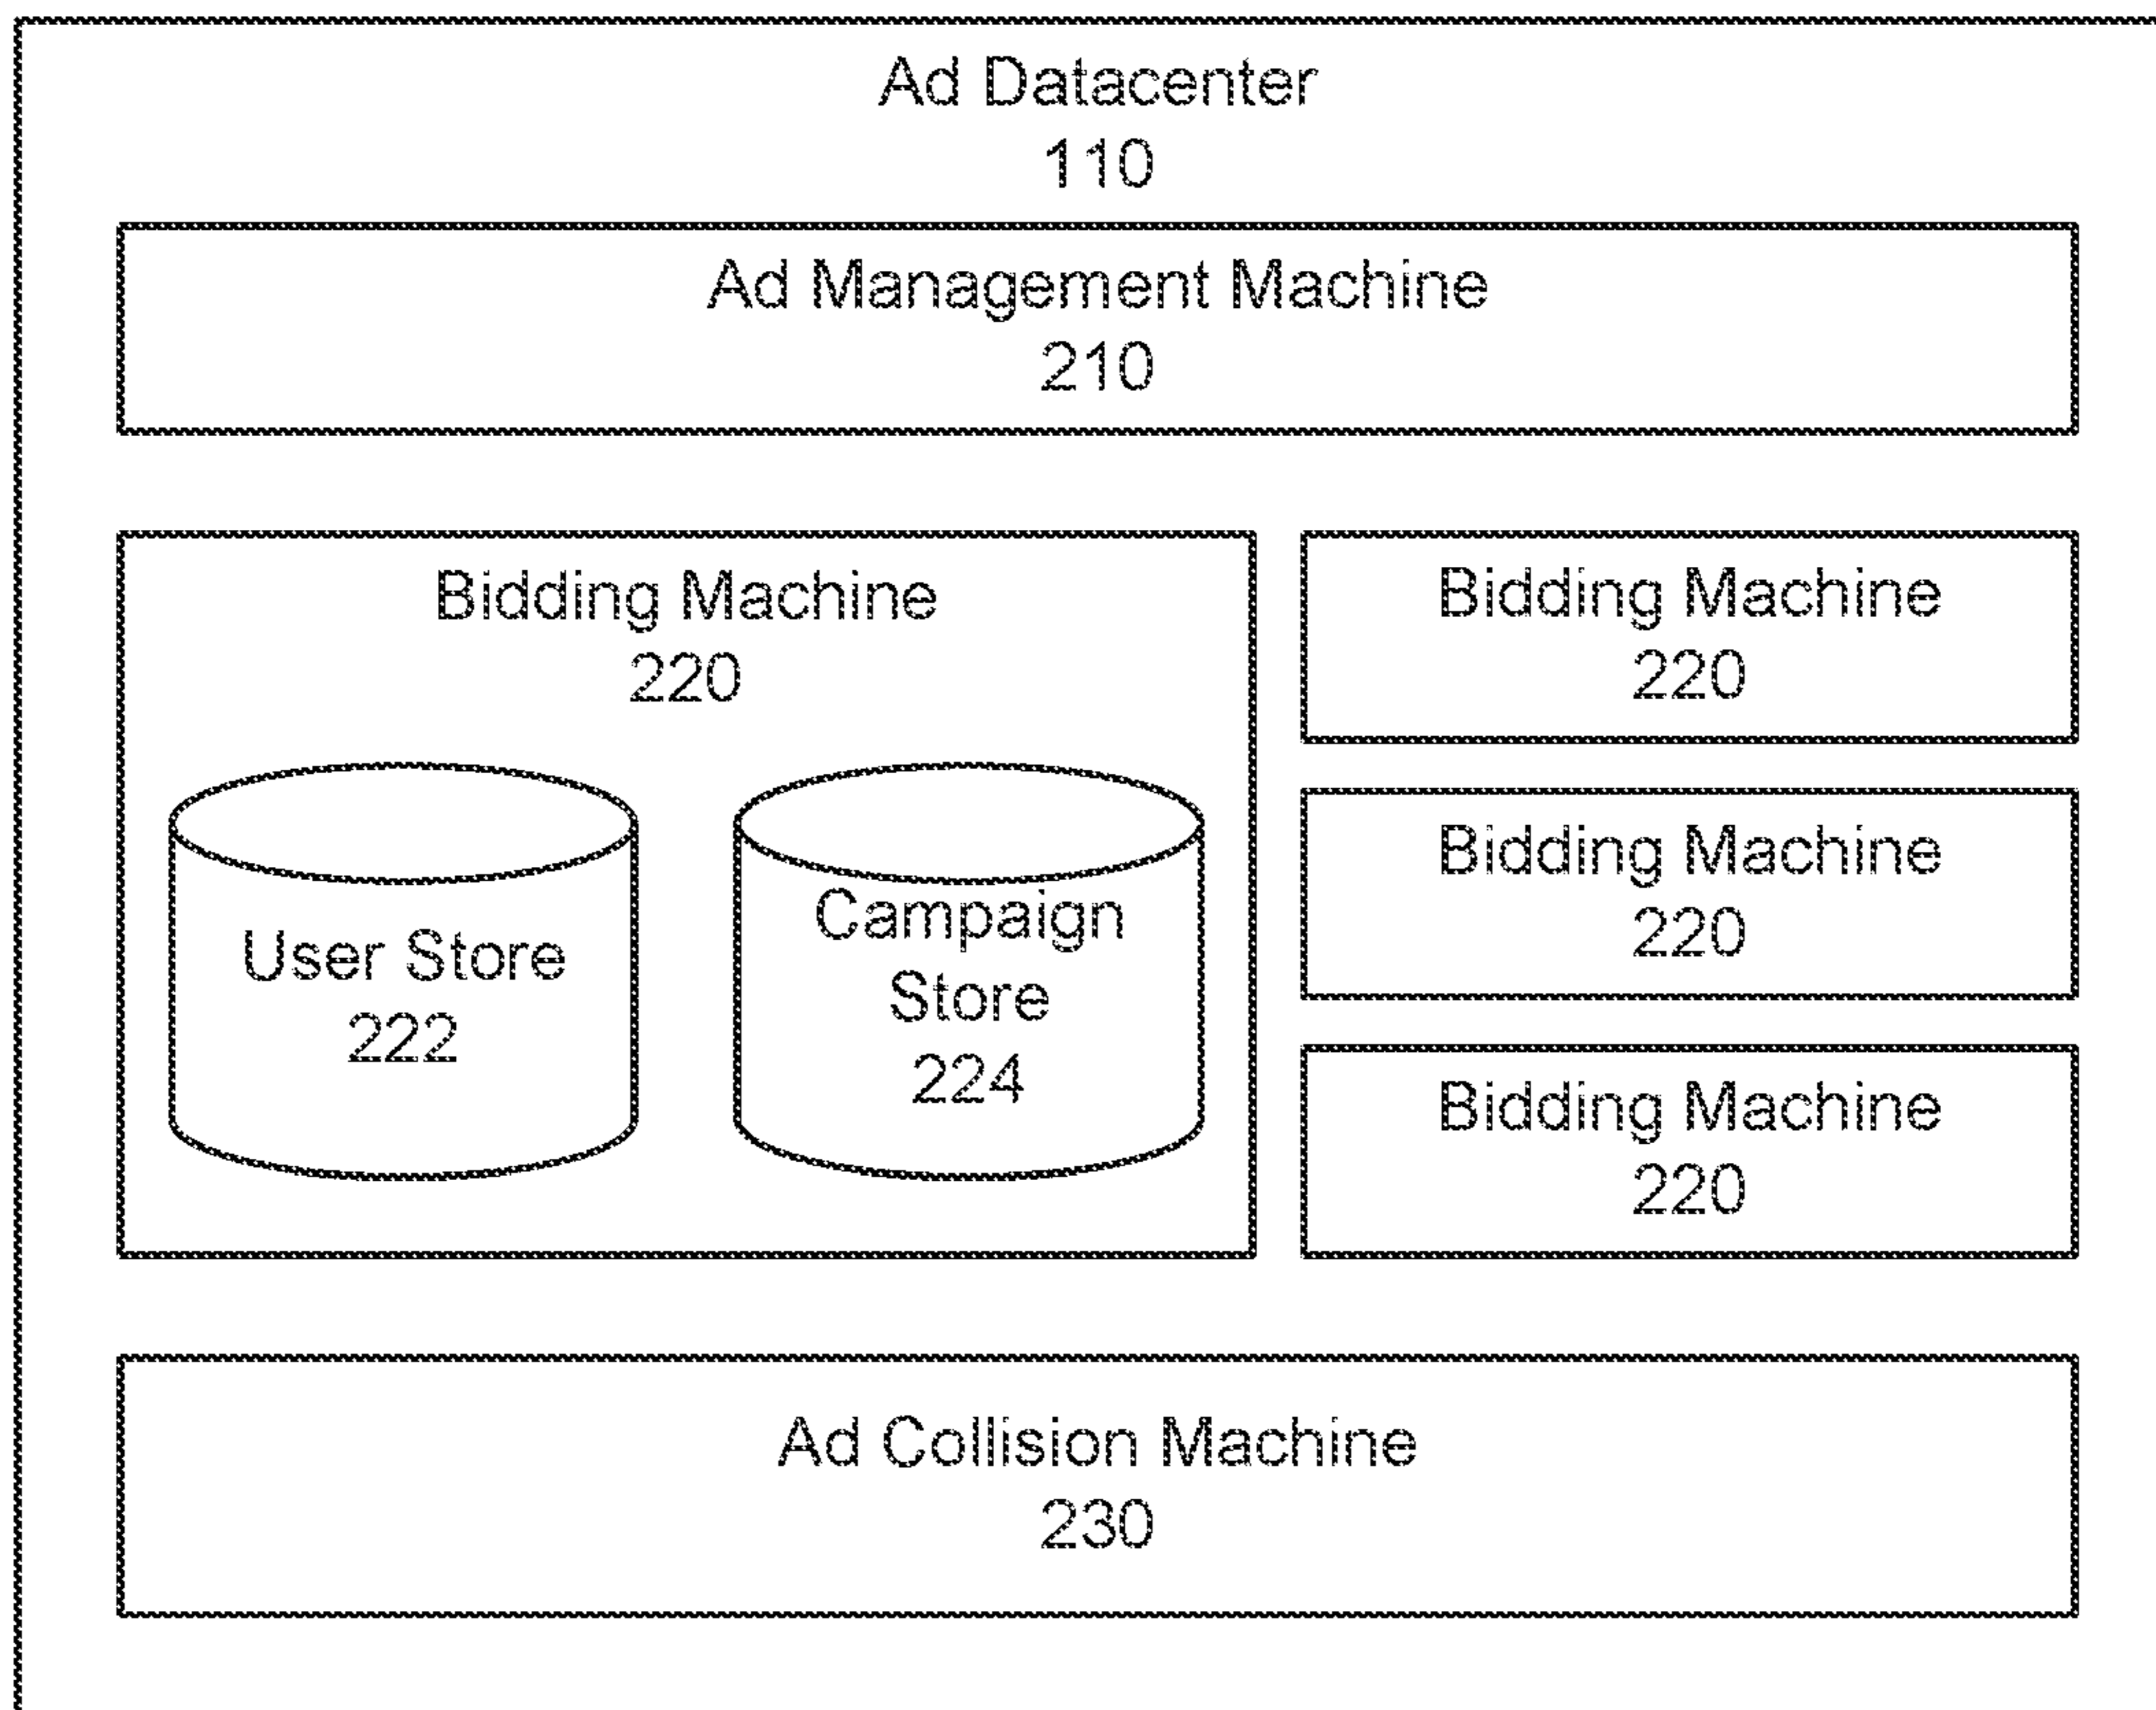 Ad Datacenter
110
Ad Management Machine
210
Bidding Machine
220
User Store
222
Campaign
Store
224
Bidding Machine
220
Bidding Machine
220
Bidding Machine
220
Ad Collision Machine
230